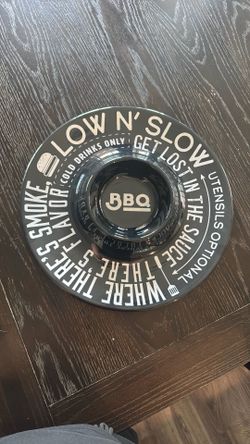 LOW N' SLOW
COLD DRINKS ONLY
GET LOST IN THE SAUCE
UTENSILS OPTIONAL
WHERE THERE'S SMOKE,
THERE'S FLAVOR
BBQ